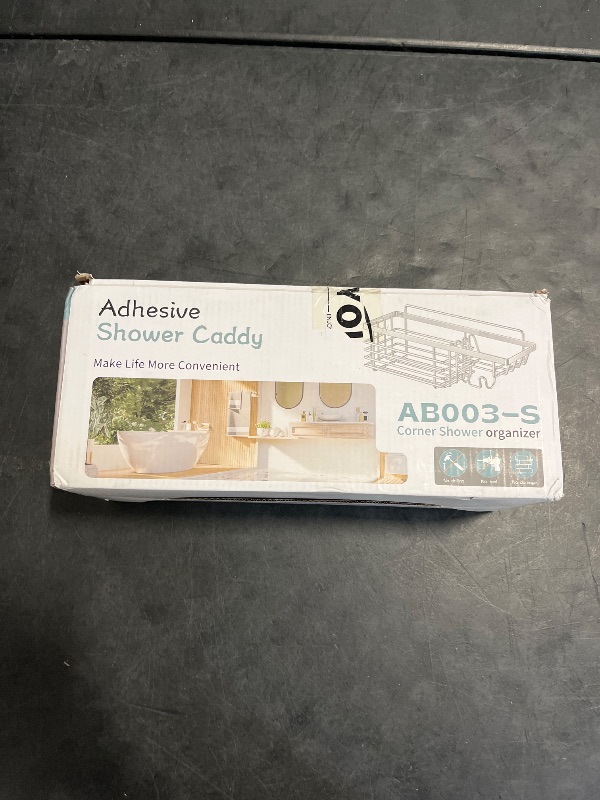 Adhesive
Shower Caddy
Make Life More Convenient
AB003-S
Corner Shower organizer